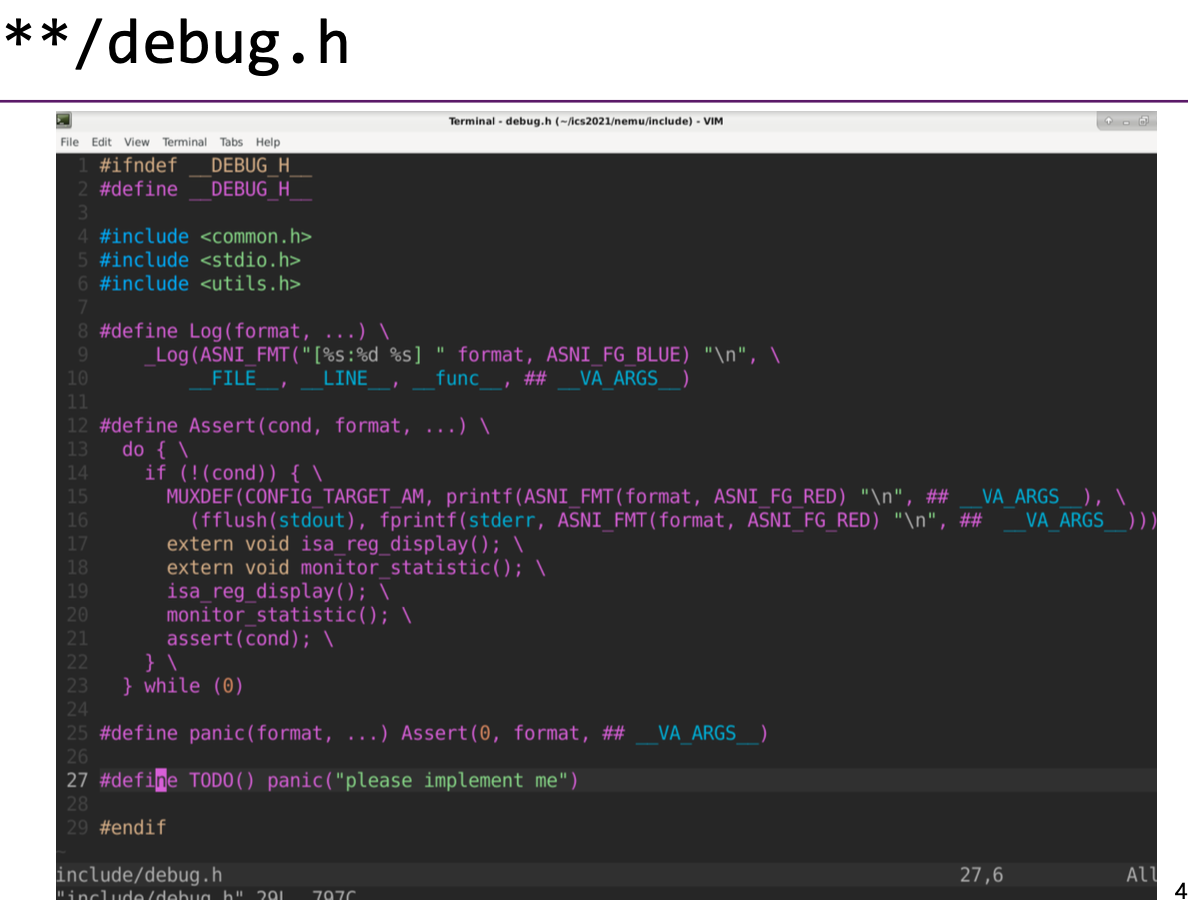 **/debug.h
Terminal - debug.h (~/ics2021/nemu/include) - VIM
File Edit View Terminal Tabs Help
1 #ifndef __DEBUG_H__
2 #define __DEBUG_H__
3
4 #include <common.h>
5 #include <stdio.h>
6 #include <utils.h>
7
8 #define Log(format, ...) \
9     _Log(ASNI_FMT("[%s:%d %s] " format, ASNI_FG_BLUE) "\n", \
10         __FILE__, __LINE__, __func__, ## __VA_ARGS__)
11
12 #define Assert(cond, format, ...) \
13   do { \
14     if (!(cond)) { \
15       MUXDEF(CONFIG_TARGET_AM, printf(ASNI_FMT(format, ASNI_FG_RED) "\n", ## __VA_ARGS__), \
16         (fflush(stdout), fprintf(stderr, ASNI_FMT(format, ASNI_FG_RED) "\n", ##  __VA_ARGS__)))
17       extern void isa_reg_display(); \
18       extern void monitor_statistic(); \
19       isa_reg_display(); \
20       monitor_statistic(); \
21       assert(cond); \
22     } \
23   } while (0)
24
25 #define panic(format, ...) Assert(0, format, ## __VA_ARGS__)
26
27 #define TODO() panic("please implement me")
28
29 #endif
~
include/debug.h 27,6 All
"include/debug.h" 29L, 797C
4